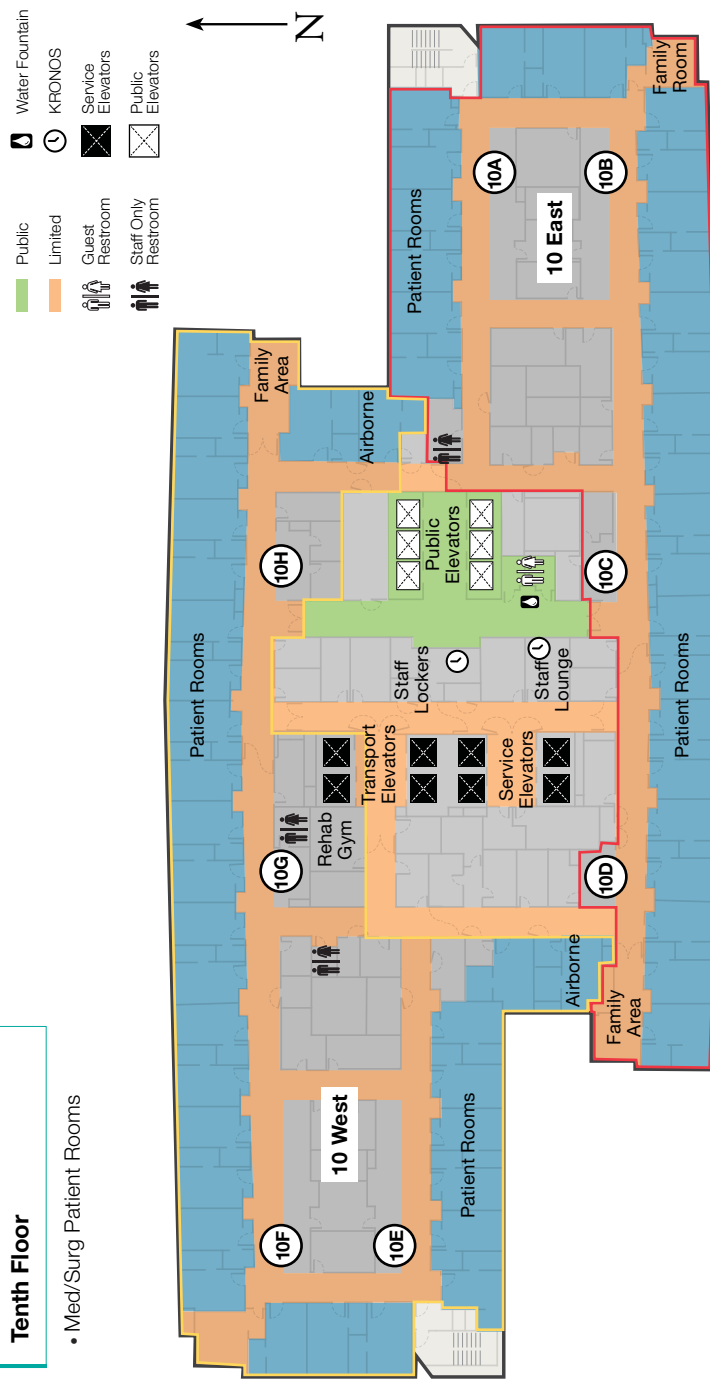 Tenth Floor
• Med/Surg Patient Rooms
Public
Limited
Guest
Restroom
Staff Only
Restroom
Water Fountain
KRONOS
Service
Elevators
Public
Elevators
N
Patient Rooms
Family
Area
Airborne
10H
10G
10F
10E
10 West
Rehab
Gym
Transport
Elevators
Staff
Lockers
Public
Elevators
Service
Elevators
Staff
Lounge
Patient Rooms
Airborne
Family
Area
Patient Rooms
10A
10B
10 East
Family
Room
10C
10D
Patient Rooms